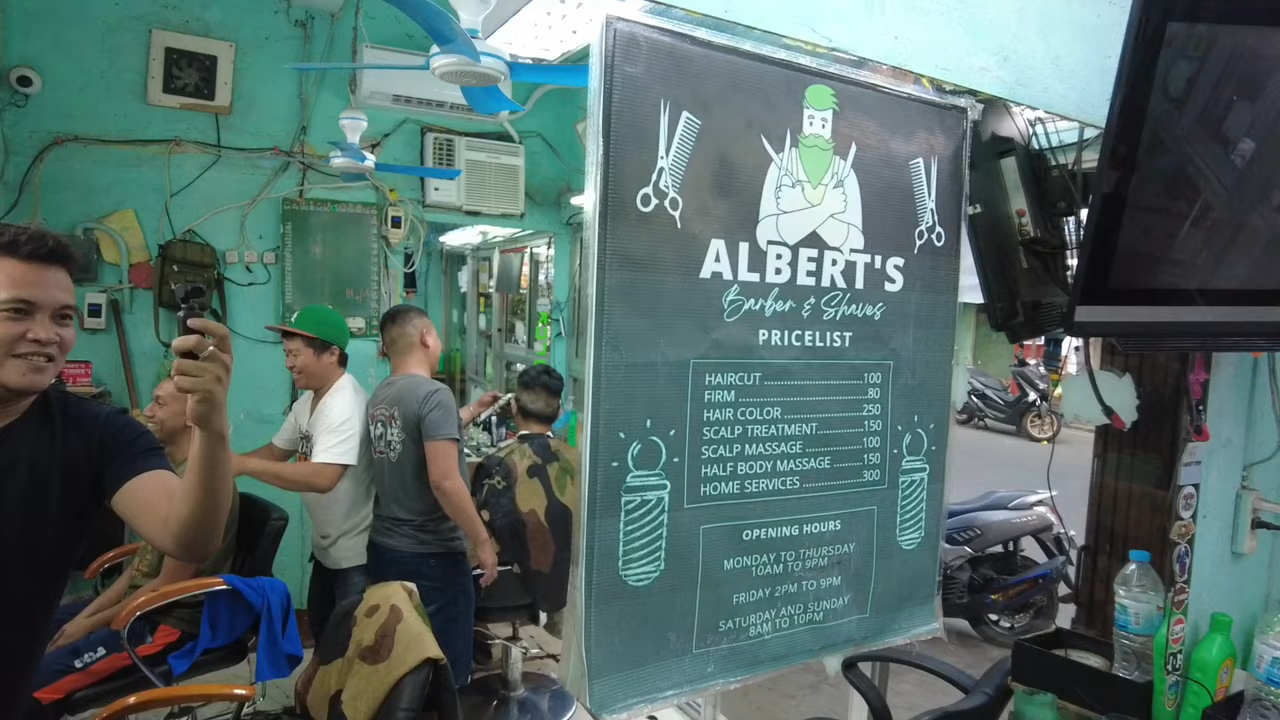 ALBERT'S
Barber & Shaves
PRICELIST
HAIRCUT ........................100
FIRM ..............................80
HAIR COLOR ....................250
SCALP TREATMENT.............150
SCALP MASSAGE ..............100
HALF BODY MASSAGE ........150
HOME SERVICES ................300
OPENING HOURS
MONDAY TO THURSDAY
10AM TO 9PM
FRIDAY 2PM TO 9PM
SATURDAY AND SUNDAY
8AM TO 10PM